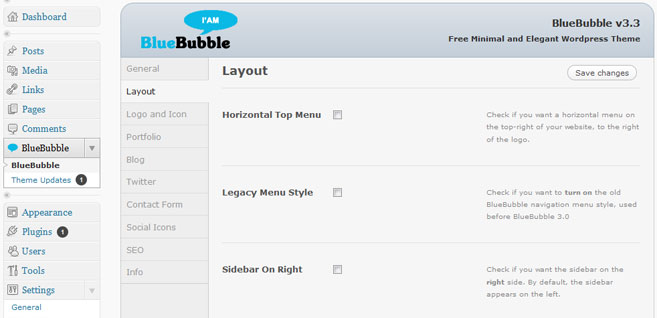 Dashboard
Posts
Media
Links
Pages
Comments
BlueBubble
BlueBubble
Theme Updates 1
Appearance
Plugins 1
Users
Tools
Settings
General
I'AM
BlueBubble
BlueBubble v3.3
Free Minimal and Elegant Wordpress Theme
General
Layout
Logo and Icon
Portfolio
Blog
Twitter
Contact Form
Social Icons
SEO
Info
Layout
Save changes
Horizontal Top Menu
Check if you want a horizontal menu on
the top-right of your website, to the right
of the logo.
Legacy Menu Style
Check if you want to turn on the old
BlueBubble navigation menu style, used
before BlueBubble 3.0
Sidebar On Right
Check if you want the sidebar on the
right side. By default, the sidebar
appears on the left.